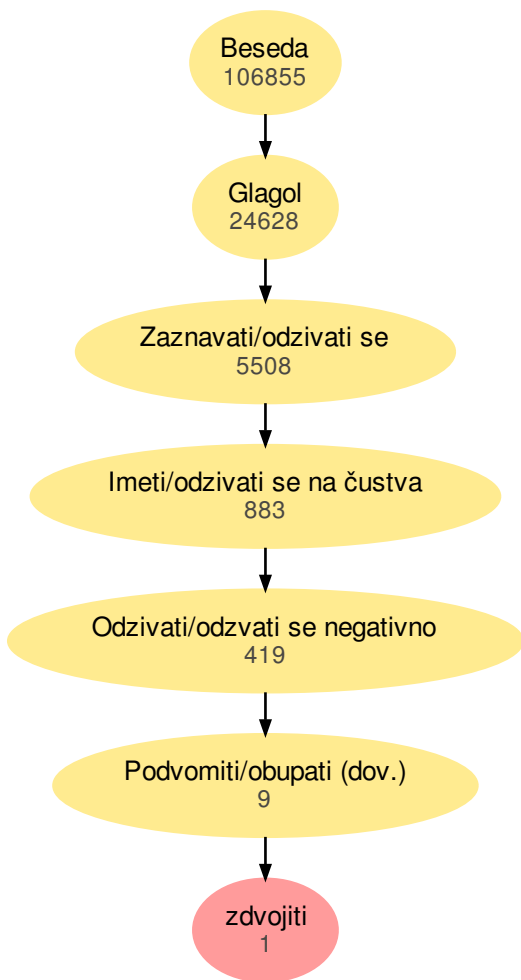 Beseda
106855
Glagol
24628
Zaznavati/odzivati se
5508
Imeti/odzivati se na čustva
883
Odzivati/odzvati se negativno
419
Podvomiti/obupati (dov.)
9
zdvojiti
1